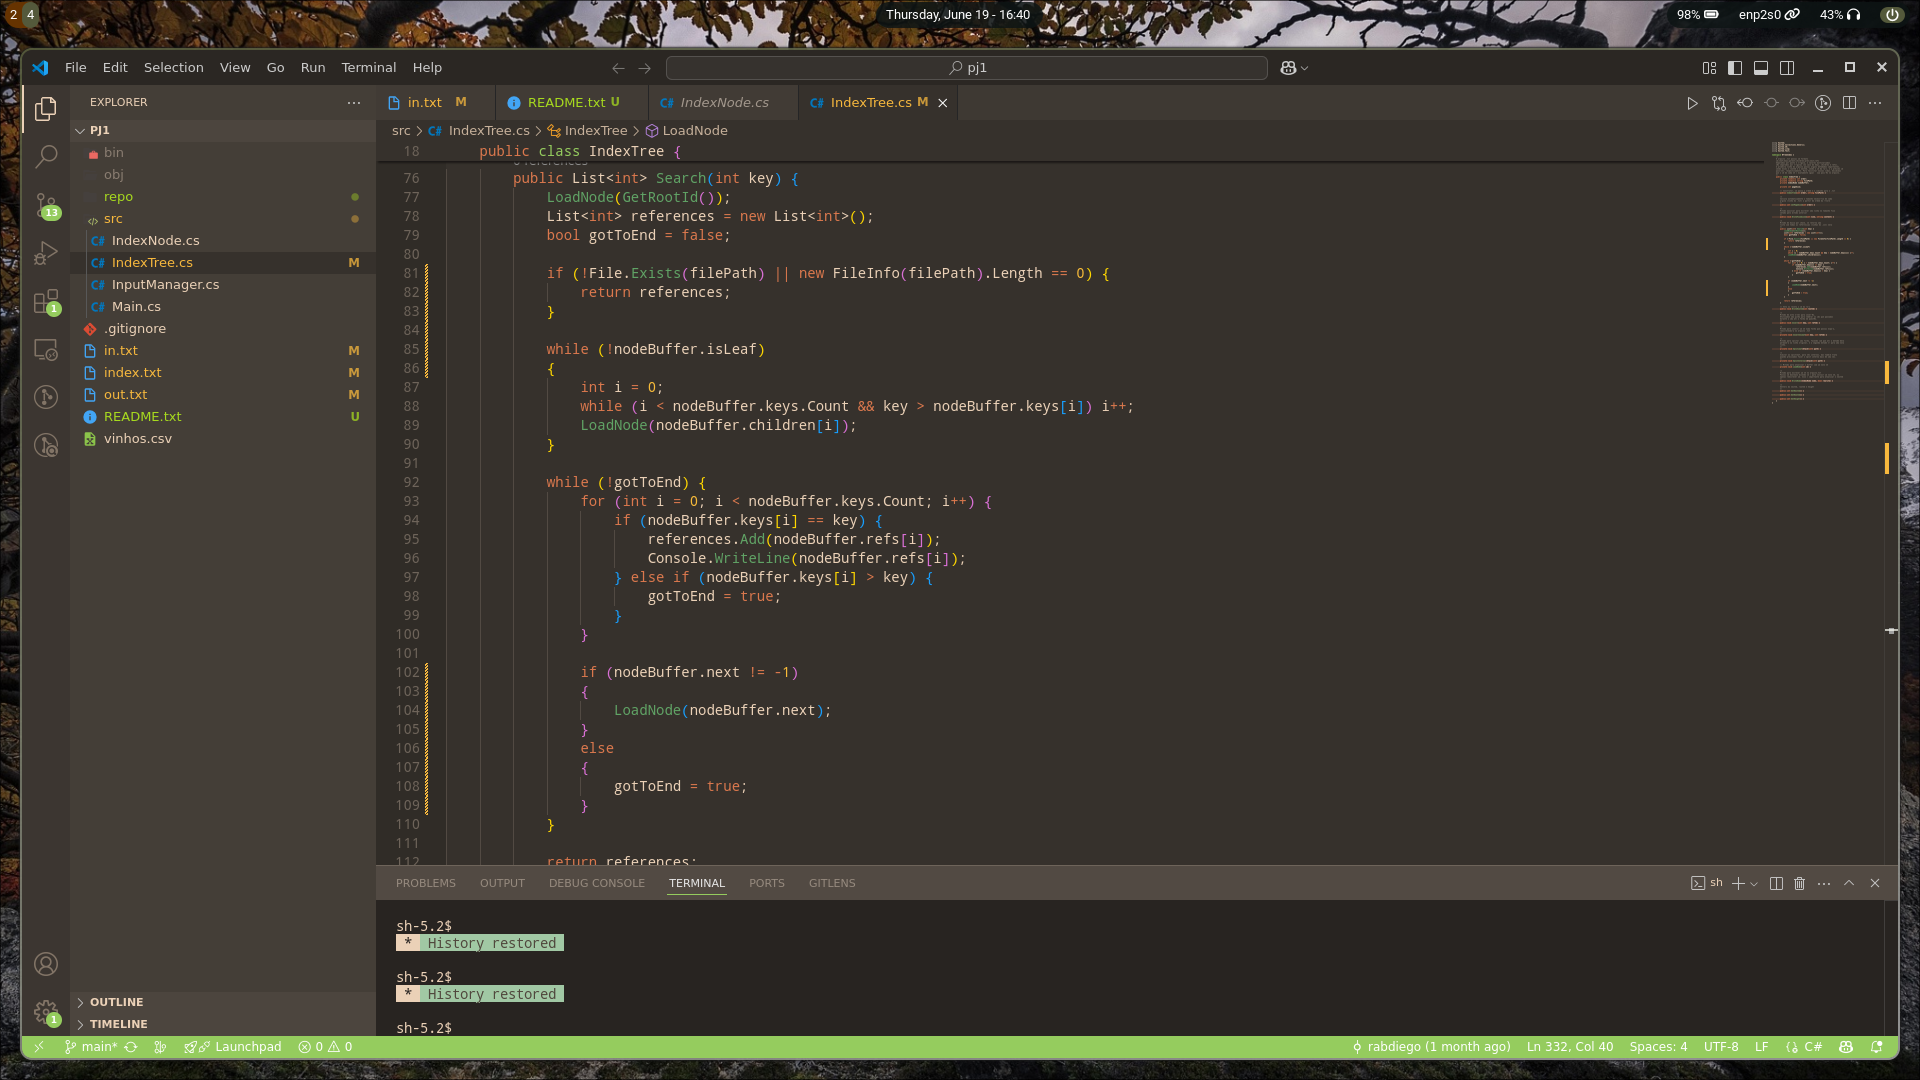 2 4
Thursday, June 19 - 16:40
98% enp2s0 43%
File Edit Selection View Go Run Terminal Help
pj1
EXPLORER
in.txt M README.txt U IndexNode.cs IndexTree.cs M
PJ1
src > IndexTree.cs > IndexTree > LoadNode
bin
obj
repo
src
IndexNode.cs
IndexTree.cs M
InputManager.cs
Main.cs
.gitignore
in.txt M
index.txt M
out.txt M
README.txt U
vinhos.csv
13
1
1
OUTLINE
TIMELINE
18 public class IndexTree {
76 public List<int> Search(int key) {
77 LoadNode(GetRootId());
78 List<int> references = new List<int>();
79 bool gotToEnd = false;
80
81 if (!File.Exists(filePath) || new FileInfo(filePath).Length == 0) {
82 return references;
83 }
84
85 while (!nodeBuffer.isLeaf)
86 {
87 int i = 0;
88 while (i < nodeBuffer.keys.Count && key > nodeBuffer.keys[i]) i++;
89 LoadNode(nodeBuffer.children[i]);
90 }
91
92 while (!gotToEnd) {
93 for (int i = 0; i < nodeBuffer.keys.Count; i++) {
94 if (nodeBuffer.keys[i] == key) {
95 references.Add(nodeBuffer.refs[i]);
96 Console.WriteLine(nodeBuffer.refs[i]);
97 } else if (nodeBuffer.keys[i] > key) {
98 gotToEnd = true;
99 }
100 }
101
102 if (nodeBuffer.next != -1)
103 {
104 LoadNode(nodeBuffer.next);
105 }
106 else
107 {
108 gotToEnd = true;
109 }
110 }
111
112 return references;
PROBLEMS OUTPUT DEBUG CONSOLE TERMINAL PORTS GITLENS
sh
sh-5.2$
* History restored
sh-5.2$
* History restored
sh-5.2$
main* Launchpad 0 0 rabdiego (1 month ago) Ln 332, Col 40 Spaces: 4 UTF-8 LF C#